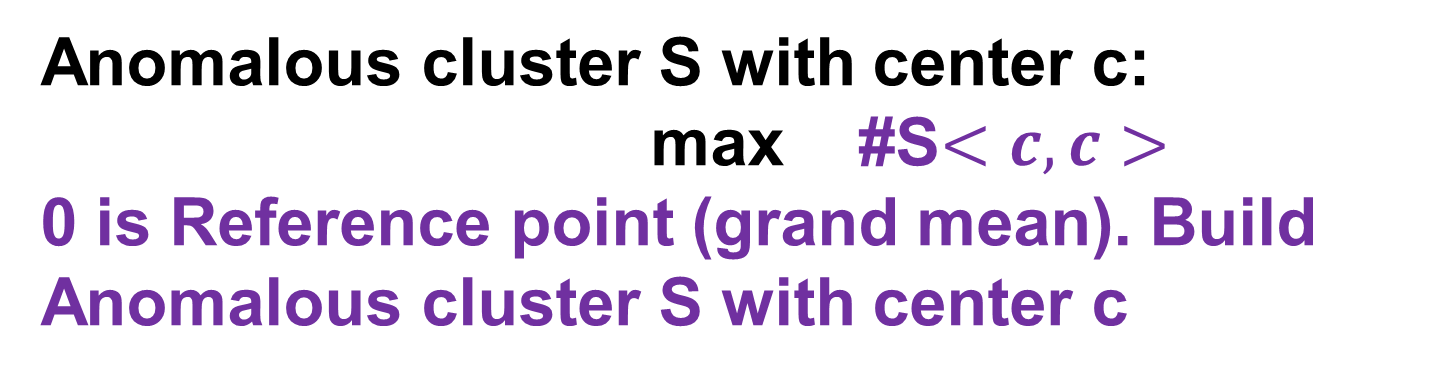 Anomalous cluster S with center c:
max #S< c, c >
0 is Reference point (grand mean). Build
Anomalous cluster S with center c